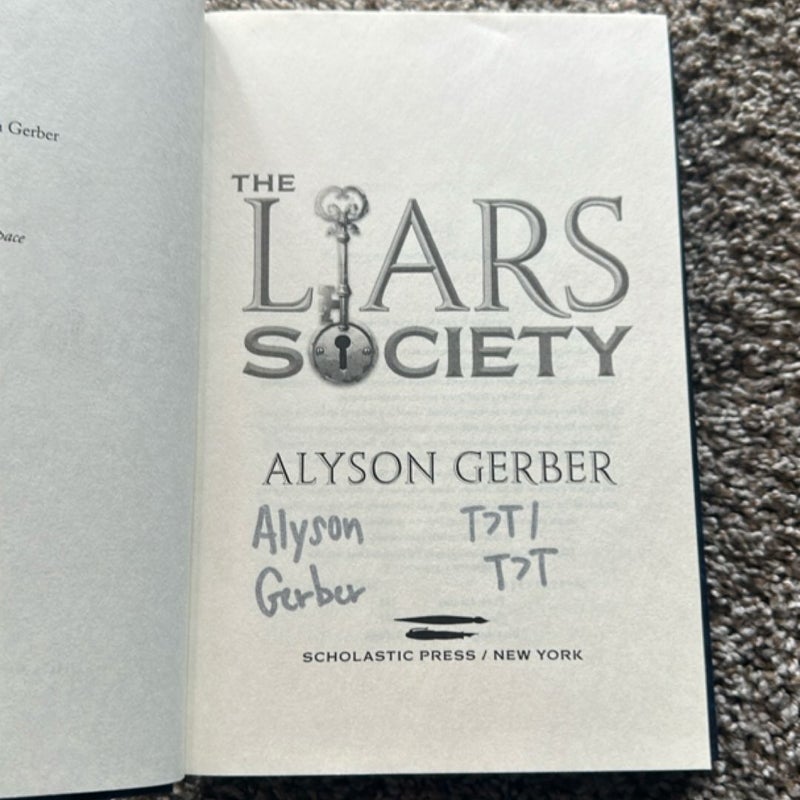 Gerber
THE
LIARS
SOCIETY
ALYSON GERBER
Alyson T>T/
Gerber T>T
SCHOLASTIC PRESS / NEW YORK